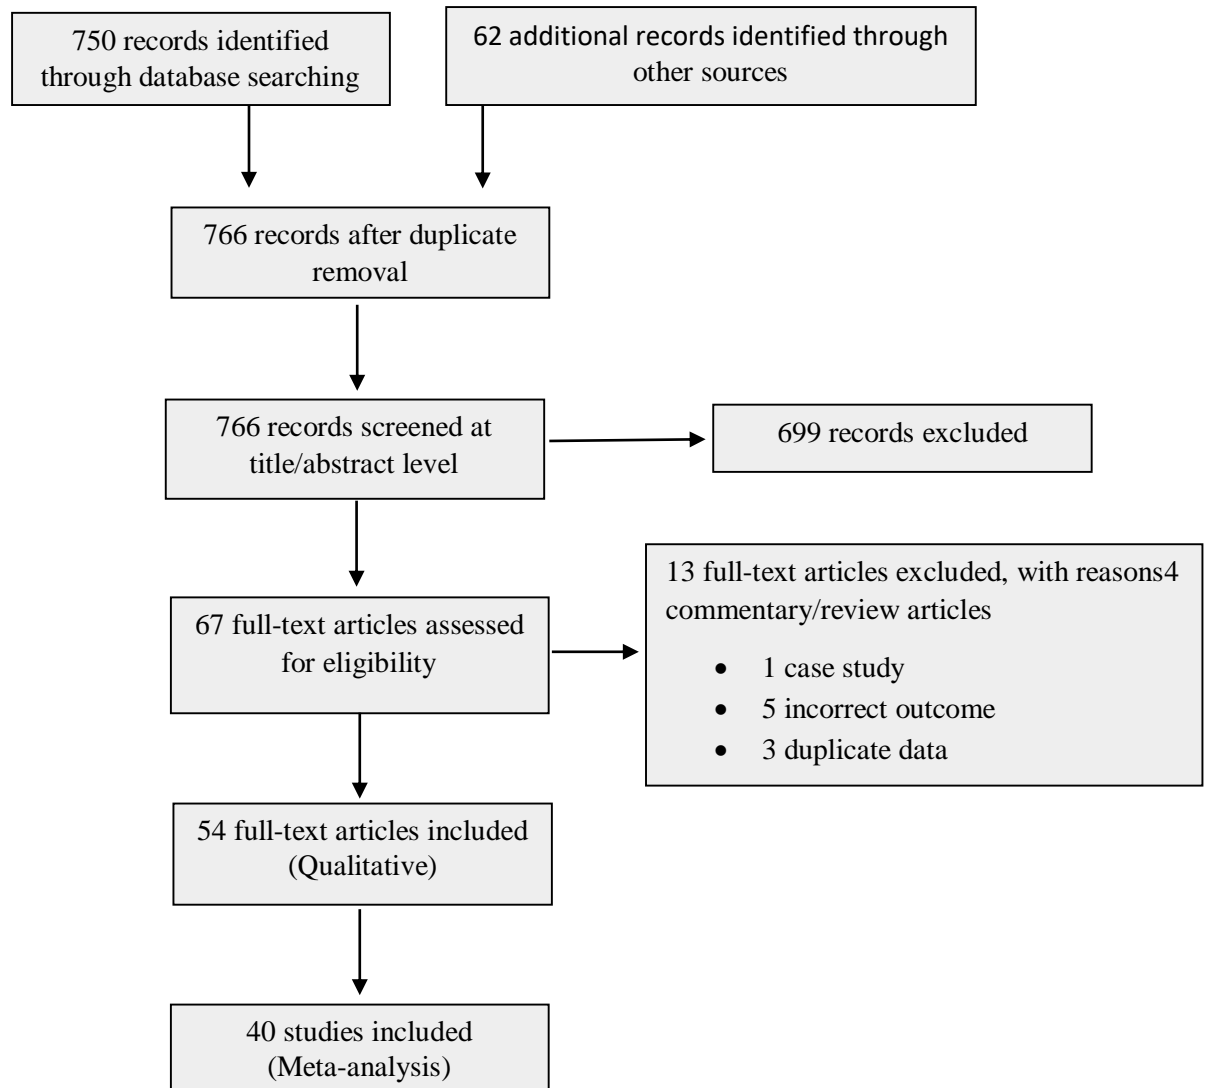 750 records identified
through database searching
62 additional records identified through
other sources
766 records after duplicate
removal
766 records screened at
title/abstract level
699 records excluded
67 full-text articles assessed
for eligibility
13 full-text articles excluded, with reasons4
commentary/review articles
• 1 case study
• 5 incorrect outcome
• 3 duplicate data
54 full-text articles included
(Qualitative)
40 studies included
(Meta-analysis)